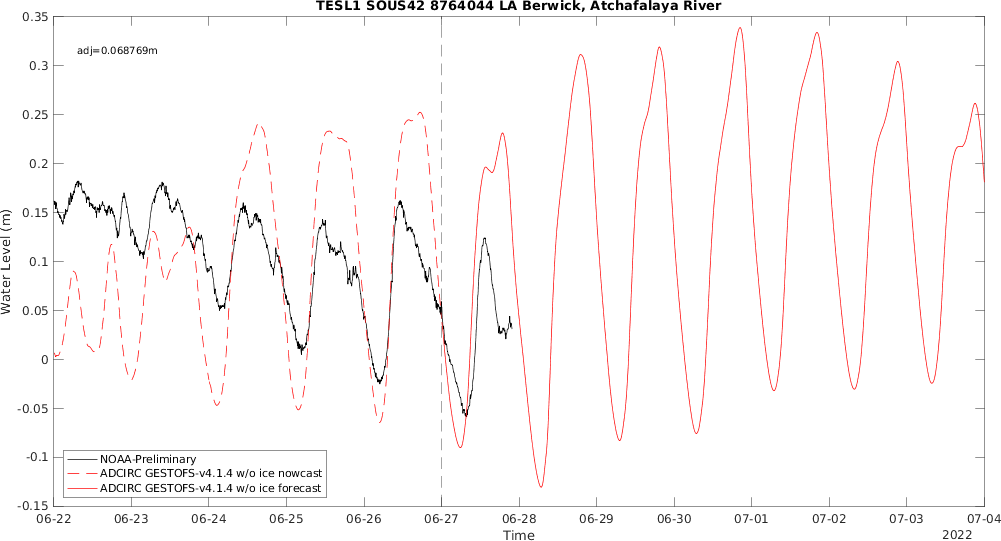 TESL1 SOUS42 8764044 LA Berwick, Atchafalaya River
adj=0.068769m
0.35
0.3
0.25
0.2
0.15
0.1
0.05
0
-0.05
-0.1
-0.15
Water Level (m)
NOAA-Preliminary
ADCIRC GESTOFS-v4.1.4 w/o ice nowcast
ADCIRC GESTOFS-v4.1.4 w/o ice forecast
06-22 06-23 06-24 06-25 06-26 06-27 06-28 06-29 06-30 07-01 07-02 07-03 07-04
Time
2022